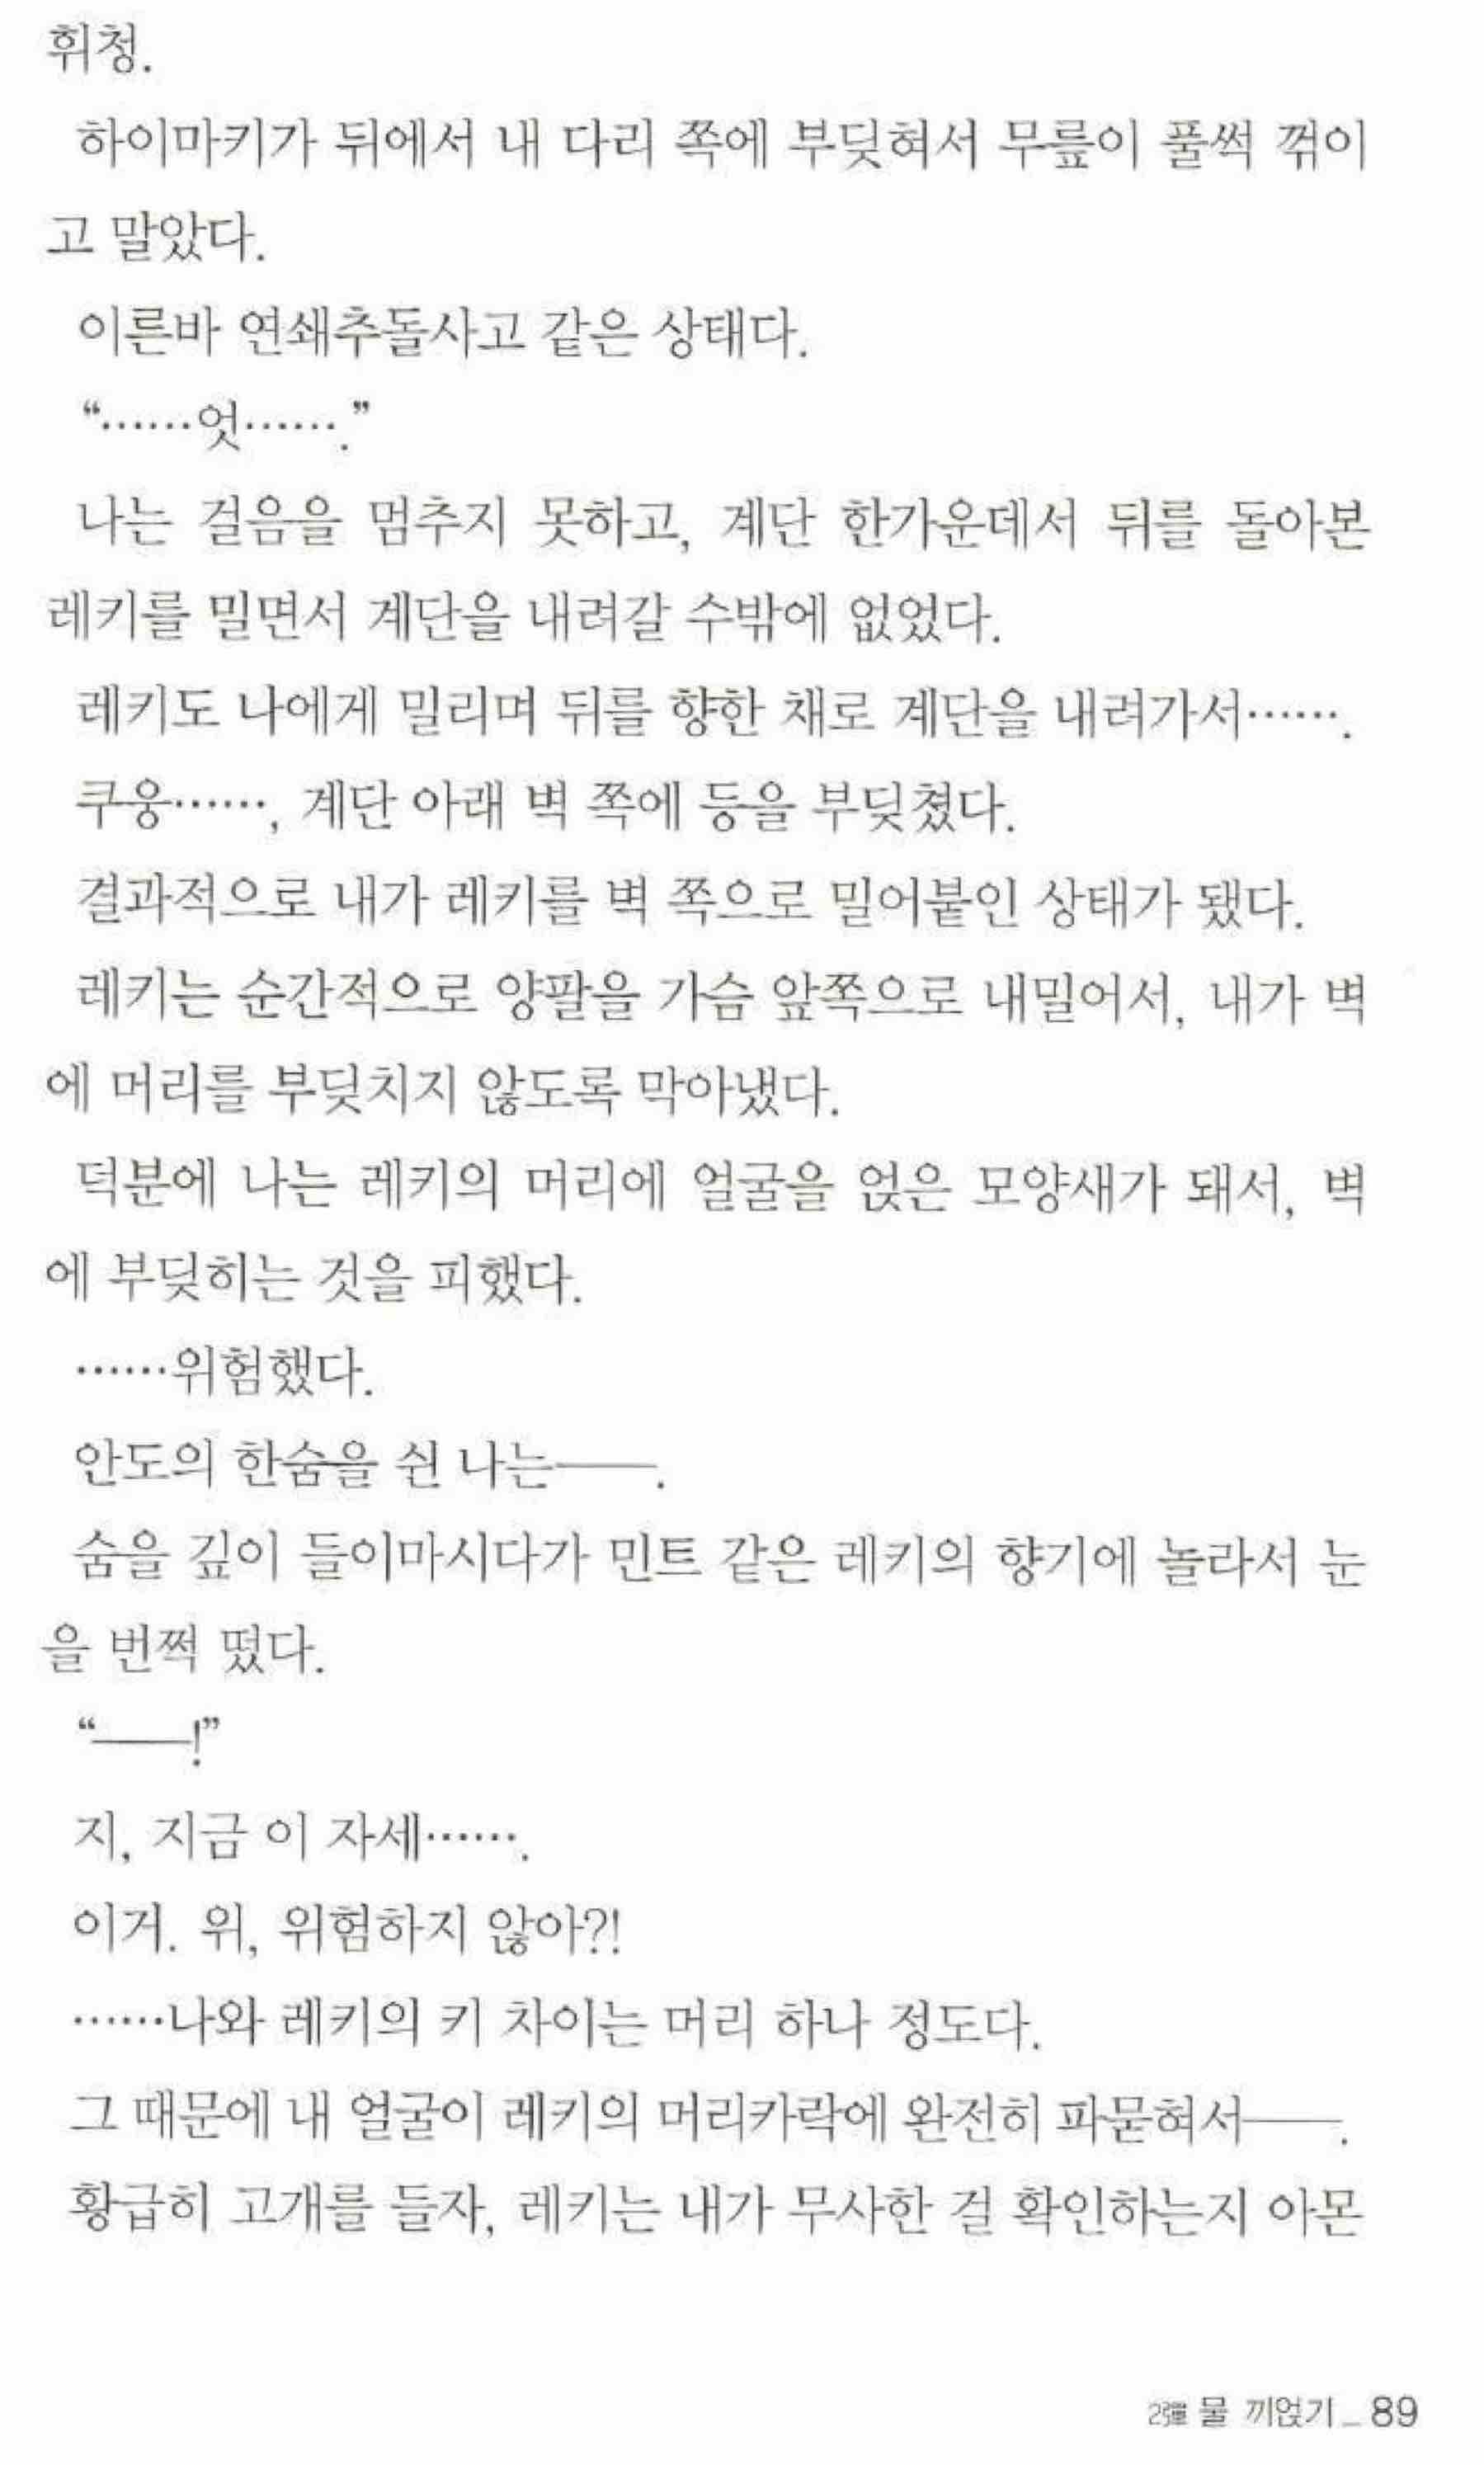 휘청.
하이마키가 뒤에서 내 다리 쪽에 부딪혀서 무릎이 풀썩 꺾이
고 말았다.
이른바 연쇄추돌사고 같은 상태다.
“……엇…….”
나는 걸음을 멈추지 못하고, 계단 한가운데서 뒤를 돌아본
레키를 밀면서 계단을 내려갈 수밖에 없었다.
레키도 나에게 밀리며 뒤를 향한 채로 계단을 내려가서…….
쿠웅……, 계단 아래 벽 쪽에 등을 부딪쳤다.
결과적으로 내가 레키를 벽 쪽으로 밀어붙인 상태가 됐다.
레키는 순간적으로 양팔을 가슴 앞쪽으로 내밀어서, 내가 벽
에 머리를 부딪치지 않도록 막아냈다.
덕분에 나는 레키의 머리에 얼굴을 얹은 모양새가 돼서, 벽
에 부딪히는 것을 피했다.
……위험했다.
안도의 한숨을 쉰 나는──.
숨을 깊이 들이마시다가 민트 같은 레키의 향기에 놀라서 눈
을 번쩍 떴다.
“──!”
지, 지금 이 자세…….
이거. 위, 위험하지 않아?!
……나와 레키의 키 차이는 머리 하나 정도다.
그 때문에 내 얼굴이 레키의 머리카락에 완전히 파묻혀서──.
황급히 고개를 들자, 레키는 내가 무사한 걸 확인하는지 아몬
2彈 물 끼얹기_89